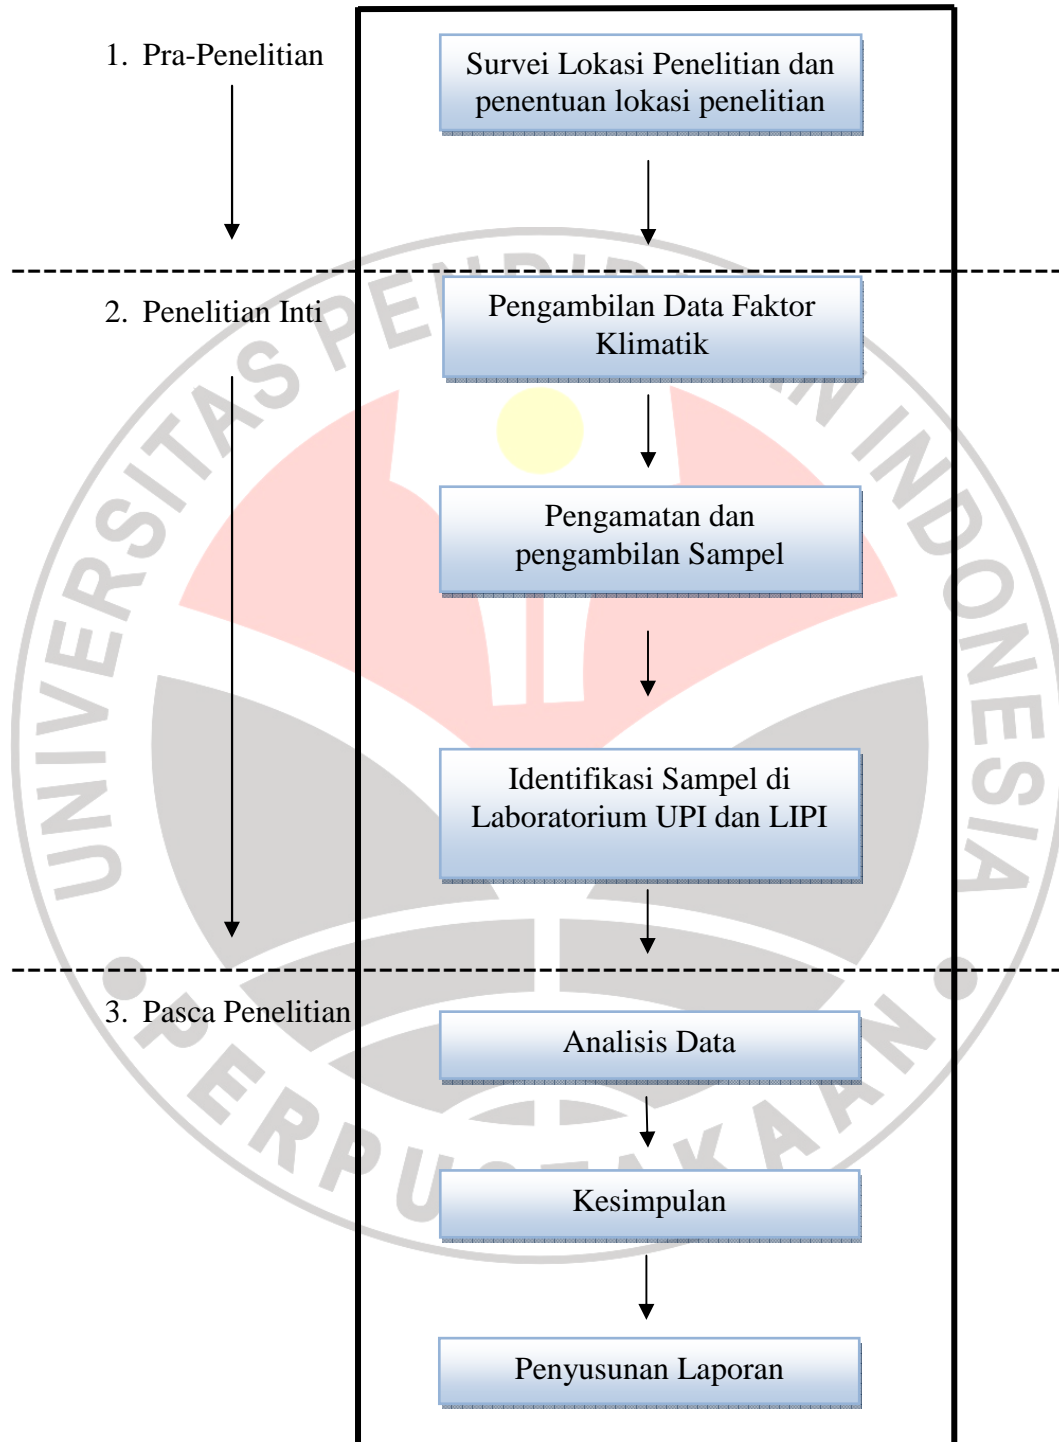 1. Pra-Penelitian
Survei Lokasi Penelitian dan
penentuan lokasi penelitian
2. Penelitian Inti
Pengambilan Data Faktor
Klimatik
Pengamatan dan
pengambilan Sampel
Identifikasi Sampel di
Laboratorium UPI dan LIPI
3. Pasca Penelitian
Analisis Data
Kesimpulan
Penyusunan Laporan
UNIVERSITAS PENDIDIKAN INDONESIA
PERPUSTAKAAN